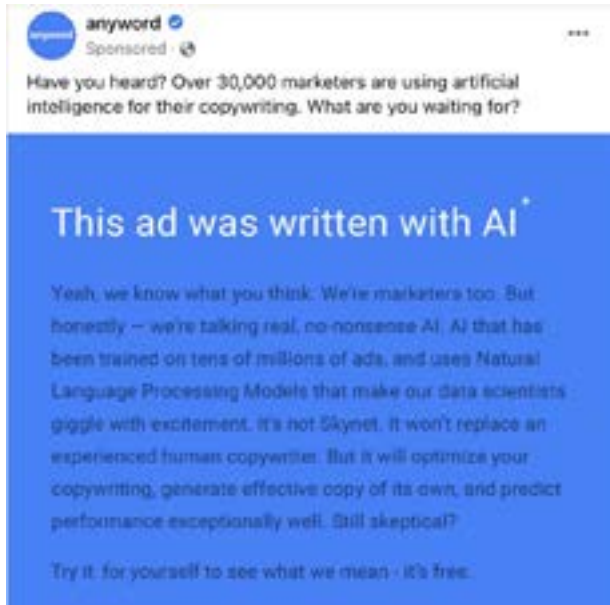 anyword
anyword
Sponsored ·
Have you heard? Over 30,000 marketers are using artificial
intelligence for their copywriting. What are you waiting for?
This ad was written with AI*
Yeah, we know what you think. We're marketers too. But
honestly — we're talking real, no-nonsense AI. AI that has
been trained on tens of millions of ads, and uses Natural
Language Processing Models that make our data scientists
giggle with excitement. It's not Skynet. It won't replace an
experienced human copywriter. But it will optimize your
copywriting, generate effective copy of its own, and predict
performance exceptionally well. Still skeptical?
Try it for yourself to see what we mean - it's free.